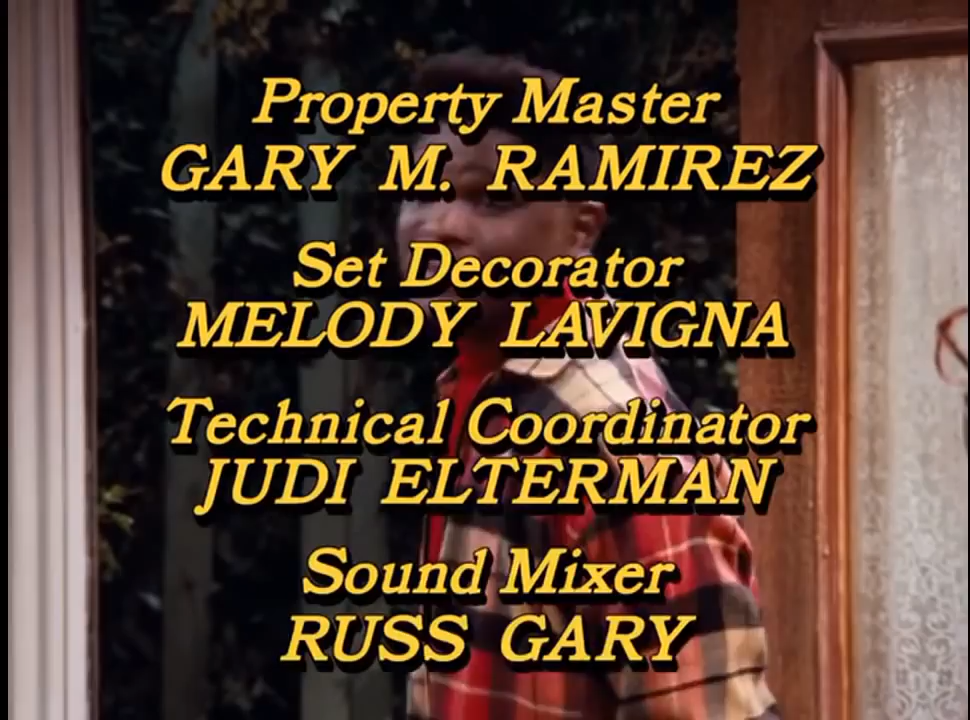 Property Master
GARY M. RAMIREZ
Set Decorator
MELODY LAVIGNA
Technical Coordinator
JUDI ELTERMAN
Sound Mixer
RUSS GARY